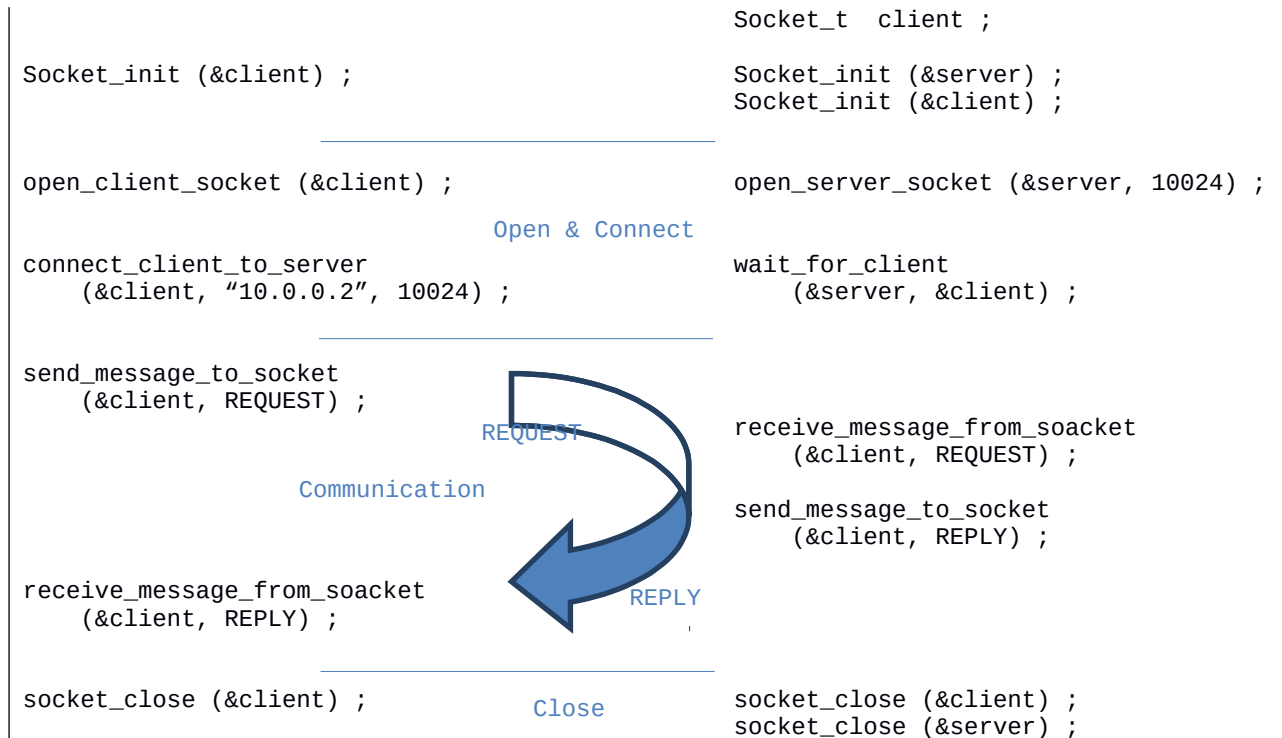 Socket_t  client ;
Socket_init (&client) ;
Socket_init (&server) ;
Socket_init (&client) ;
open_client_socket (&client) ;
open_server_socket (&server, 10024) ;
Open & Connect
connect_client_to_server
(&client, “10.0.0.2”, 10024) ;
wait_for_client
(&server, &client) ;
send_message_to_socket
(&client, REQUEST) ;
REQUEST
receive_message_from_soacket
(&client, REQUEST) ;
Communication
send_message_to_socket
(&client, REPLY) ;
receive_message_from_soacket
(&client, REPLY) ;
REPLY
socket_close (&client) ;
Close
socket_close (&client) ;
socket_close (&server) ;